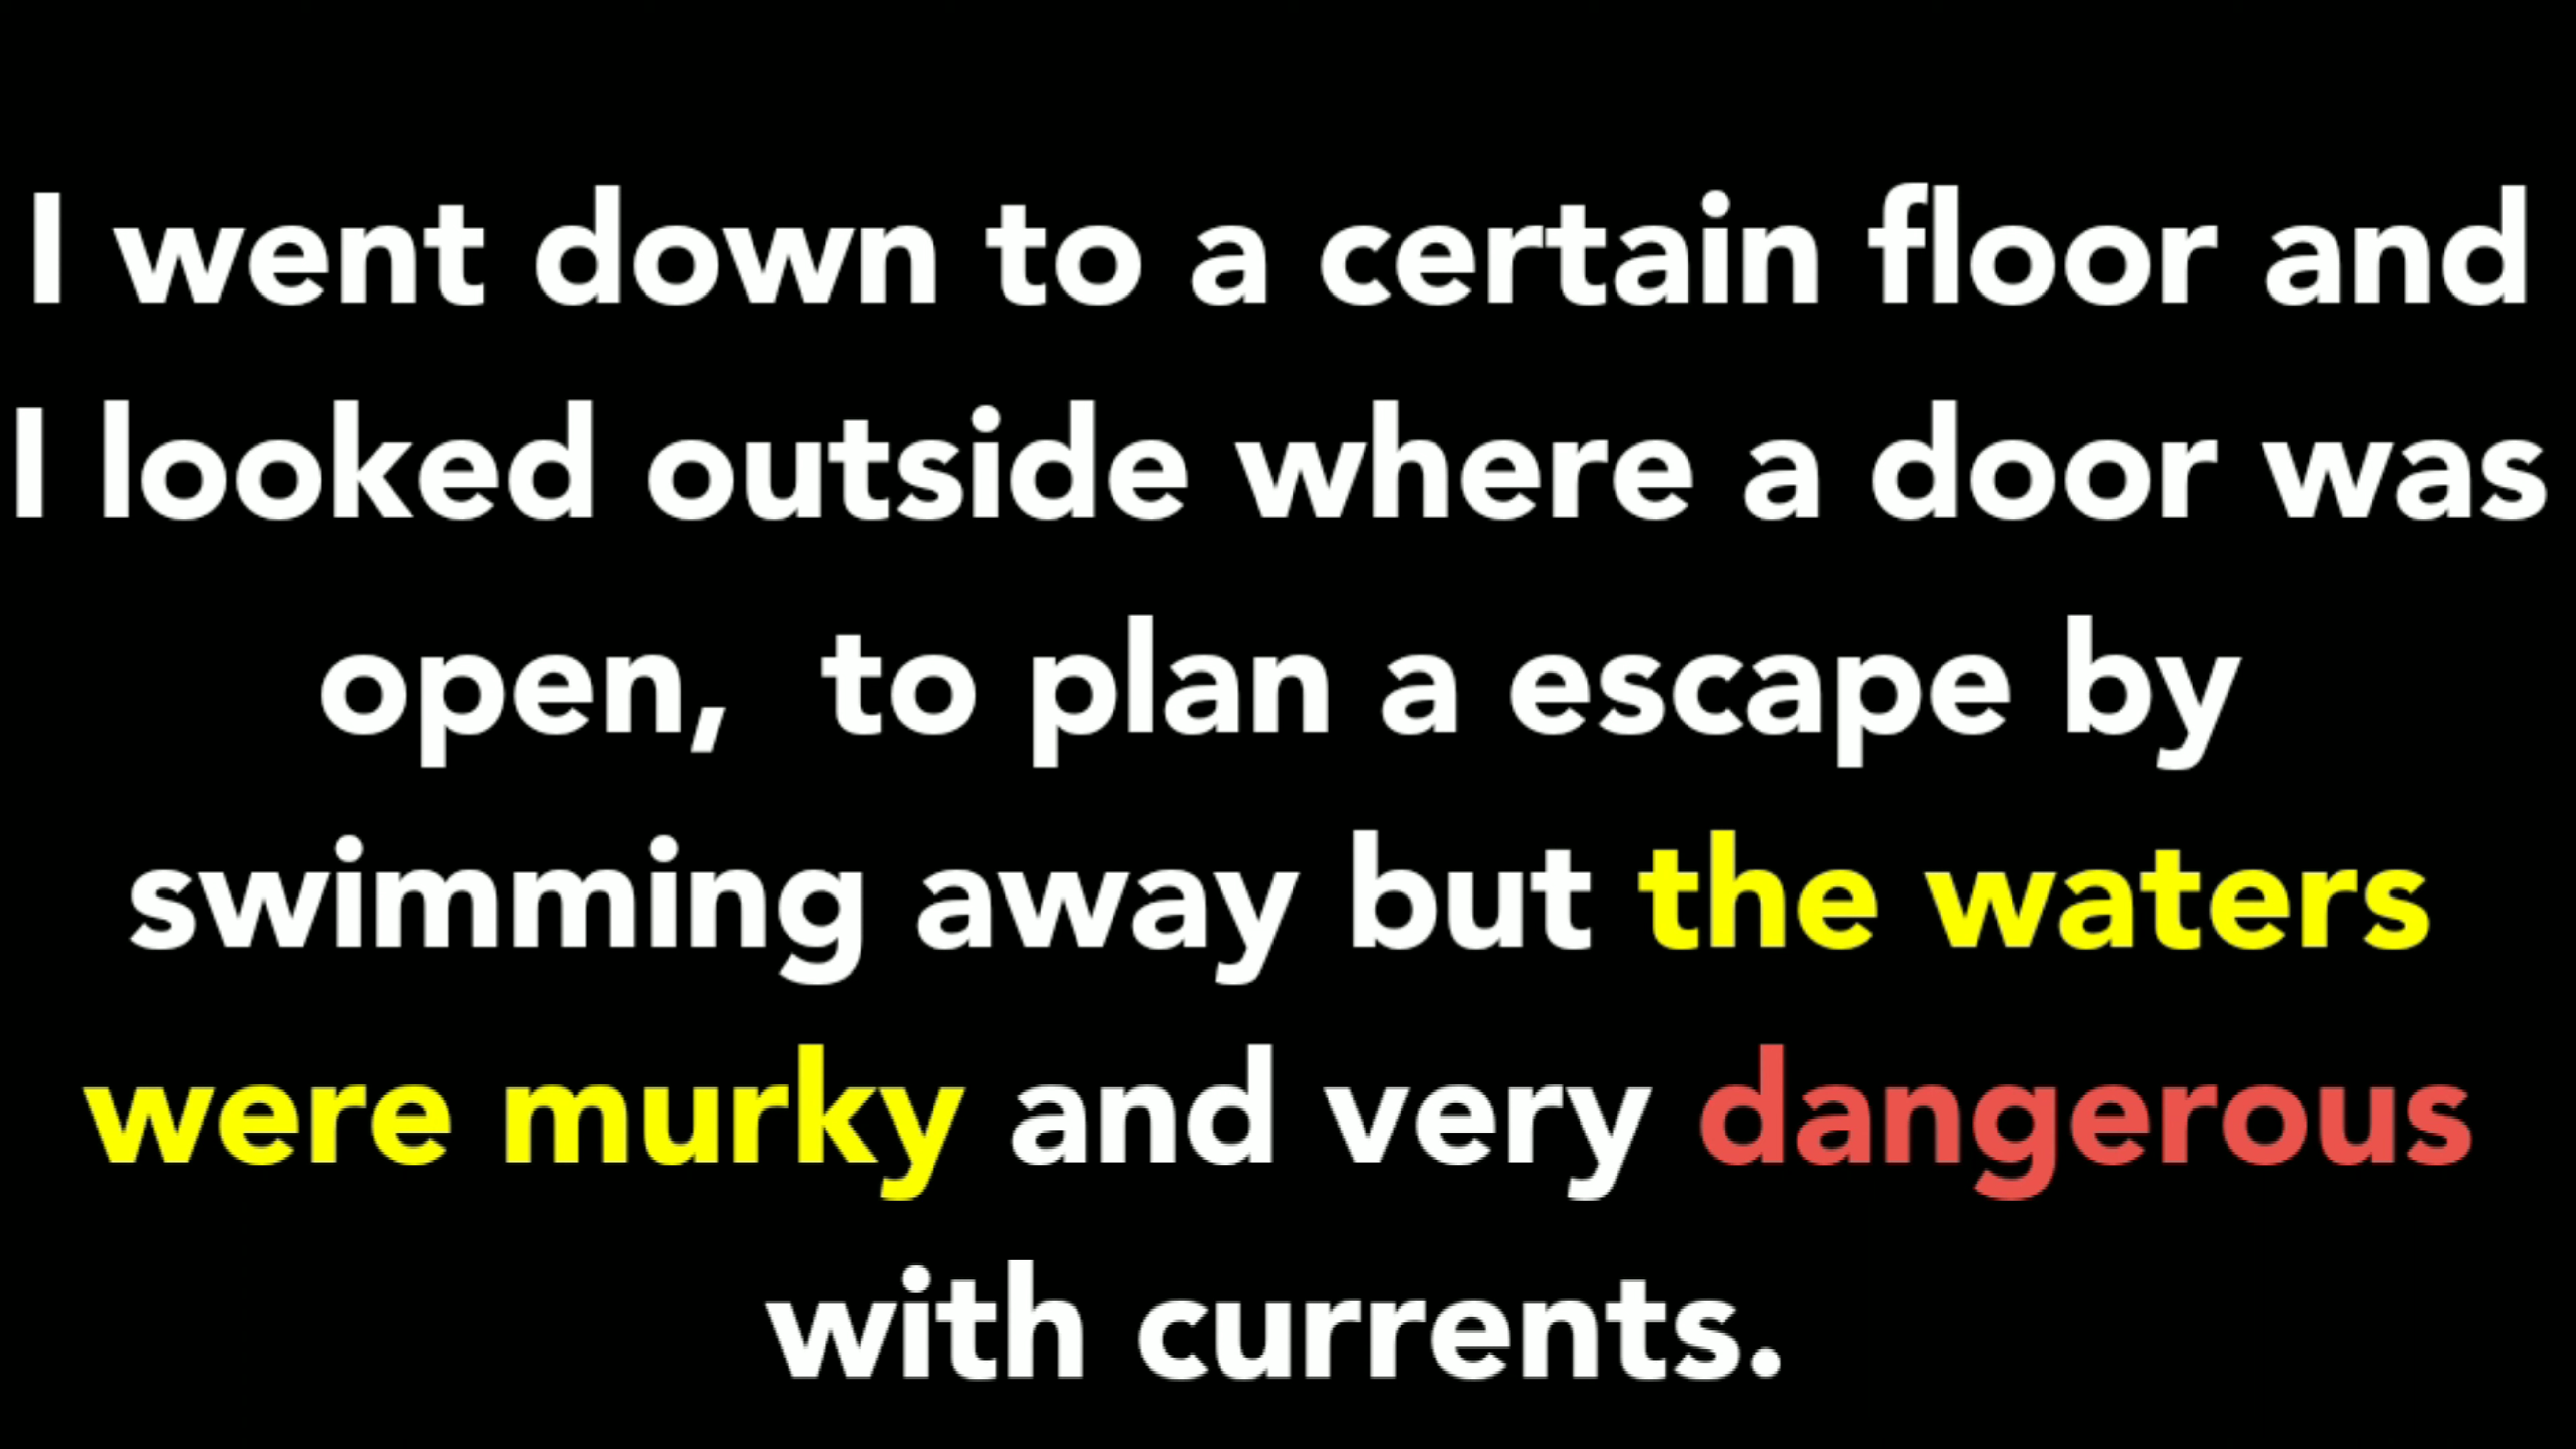 I went down to a certain floor and
I looked outside where a door was
open,  to plan a escape by
swimming away but the waters
were murky and very dangerous
with currents.